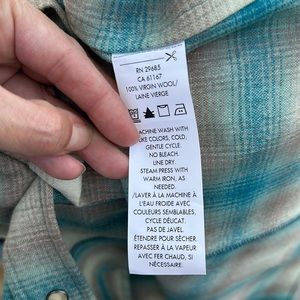 RN 29685
CA 61167
100% VIRGIN WOOL/
LAINE VIERGE
MACHINE WASH WITH
LIKE COLORS, COLD,
GENTLE CYCLE.
NO BLEACH.
LINE DRY.
STEAM PRESS WITH
WARM IRON, AS
NEEDED.
/LAVER À LA MACHINE À
L'EAU FROIDE AVEC
COULEURS SEMBLABLES,
CYCLE DÉLICAT.
PAS DE JAVEL.
ÉTENDRE POUR SÉCHER.
REPASSER À LA VAPEUR
AVEC FER CHAUD, SI
NÉCESSAIRE.